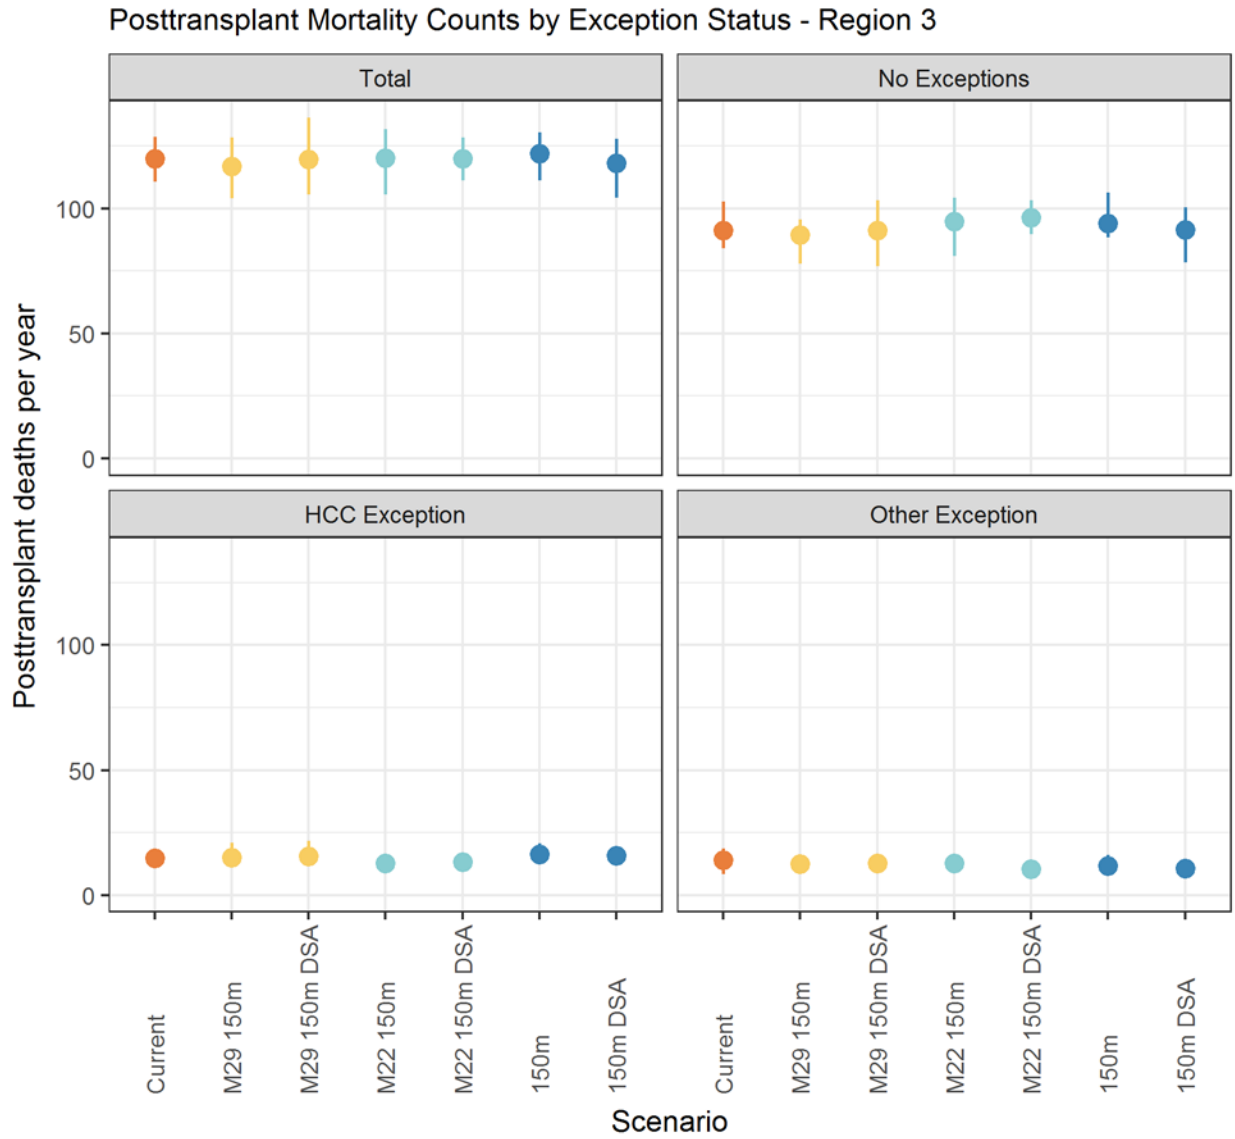 Posttransplant Mortality Counts by Exception Status - Region 3
Total
No Exceptions
100
50
0
HCC Exception
Other Exception
100
50
0
Posttransplant deaths per year
Current
M29 150m
M29 150m DSA
M22 150m
M22 150m DSA
150m
150m DSA
Current
M29 150m
M29 150m DSA
M22 150m
M22 150m DSA
150m
150m DSA
Scenario